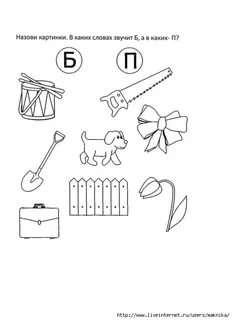 Назови картинки. В каких словах звучит Б, а в каких- П?
Б П
http://www.liveinternet.ru/users/maknika/